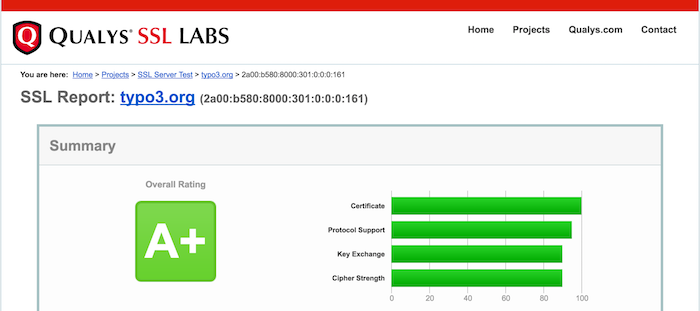 QUALYS® SSL LABS
Home Projects Qualys.com Contact
You are here: Home > Projects > SSL Server Test > typo3.org > 2a00:b580:8000:301:0:0:0:161
SSL Report: typo3.org (2a00:b580:8000:301:0:0:0:161)
Summary
Overall Rating
A+
Certificate
Protocol Support
Key Exchange
Cipher Strength
0 20 40 60 80 100